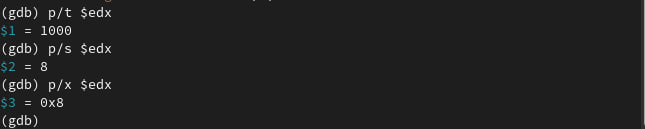 (gdb) p/t $edx
$1 = 1000
(gdb) p/s $edx
$2 = 8
(gdb) p/x $edx
$3 = 0x8
(gdb)